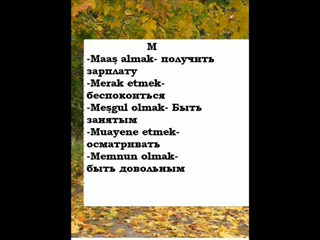 M
-Maaş almak- получить
зарплату
-Merak etmek-
беспокоиться
-Meşgul olmak- Быть
занятым
-Muayene etmek-
осматривать
-Memnun olmak-
быть довольным